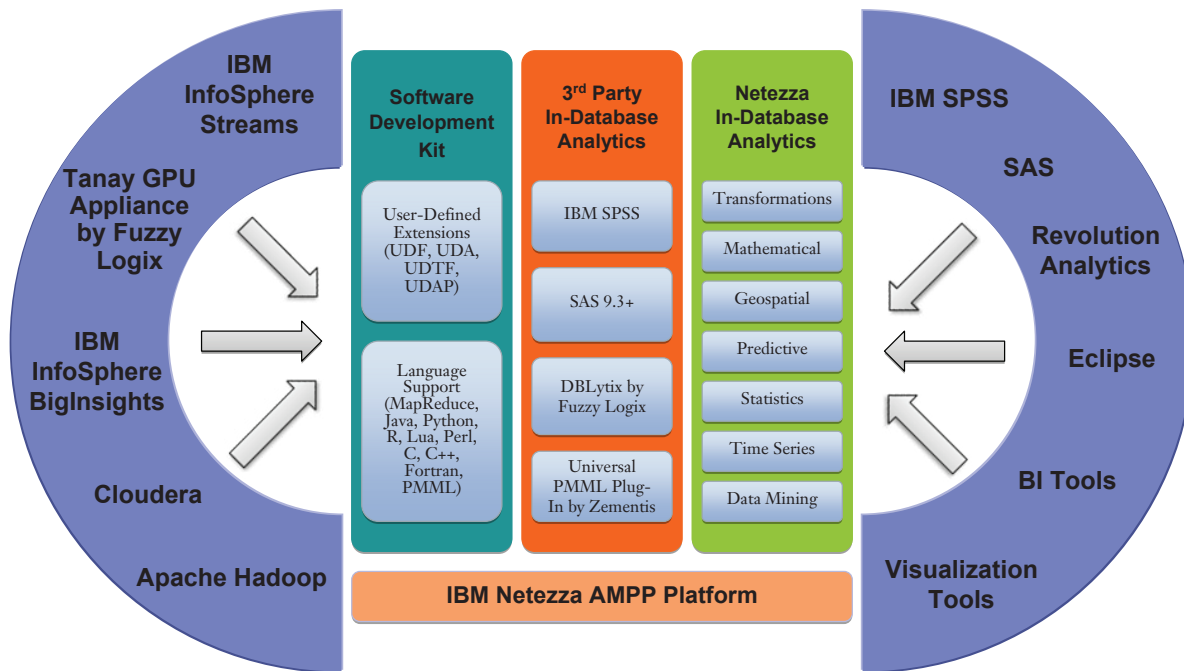 IBM
InfoSphere
Streams
Tanay GPU
Appliance
by Fuzzy
Logix
IBM
InfoSphere
BigInsights
Cloudera
Apache Hadoop
Software
Development
Kit
User-Defined
Extensions
(UDF, UDA,
UDTF,
UDAP)
Language
Support
(MapReduce,
Java, Python,
R, Lua, Perl,
C, C++,
Fortran,
PMML)
3rd Party
In-Database
Analytics
IBM SPSS
SAS 9.3+
DBLytix by
Fuzzy Logix
Universal
PMML Plug-
In by Zementis
Netezza
In-Database
Analytics
Transformations
Mathematical
Geospatial
Predictive
Statistics
Time Series
Data Mining
IBM Netezza AMPP Platform
IBM SPSS
SAS
Revolution
Analytics
Eclipse
BI Tools
Visualization
Tools